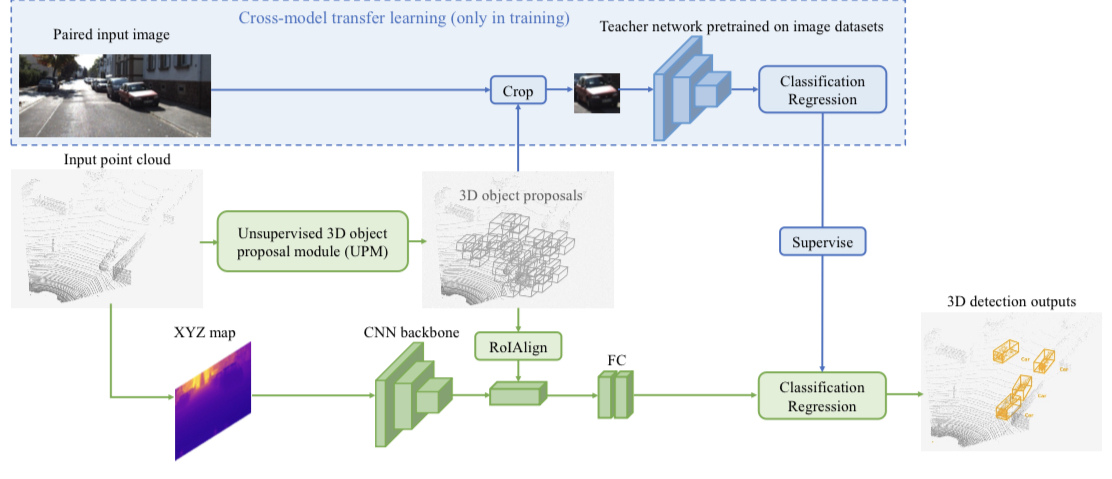 Cross-model transfer learning (only in training)
Paired input image
Teacher network pretrained on image datasets
Crop
Classification
Regression
Input point cloud
3D object proposals
Unsupervised 3D object
proposal module (UPM)
Supervise
3D detection outputs
XYZ map
CNN backbone
RoIAlign
FC
Classification
Regression
Car
Car
Car
Car